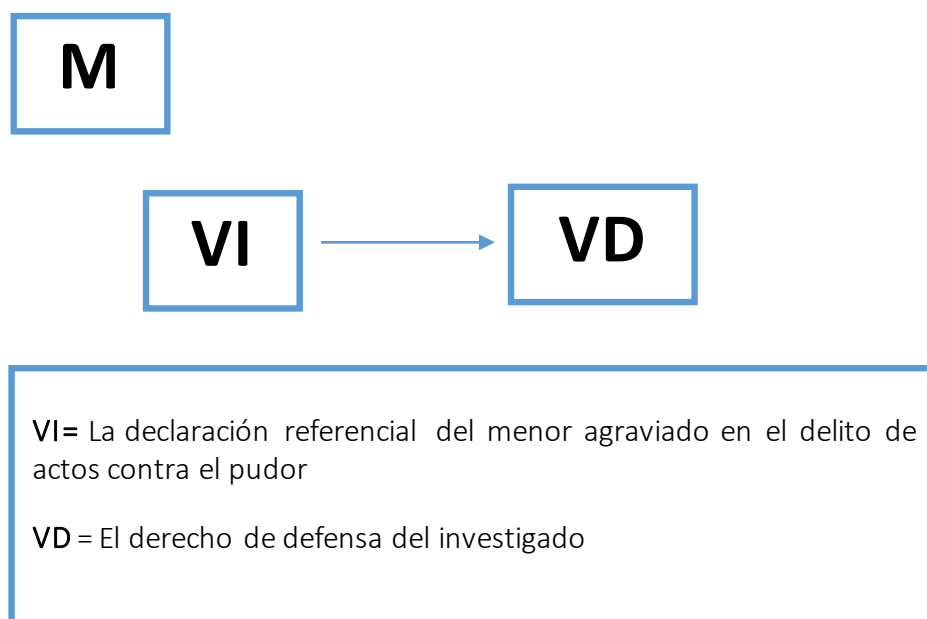 M
VI
VD
VI= La declaración referencial del menor agraviado en el delito de
actos contra el pudor
VD = El derecho de defensa del investigado